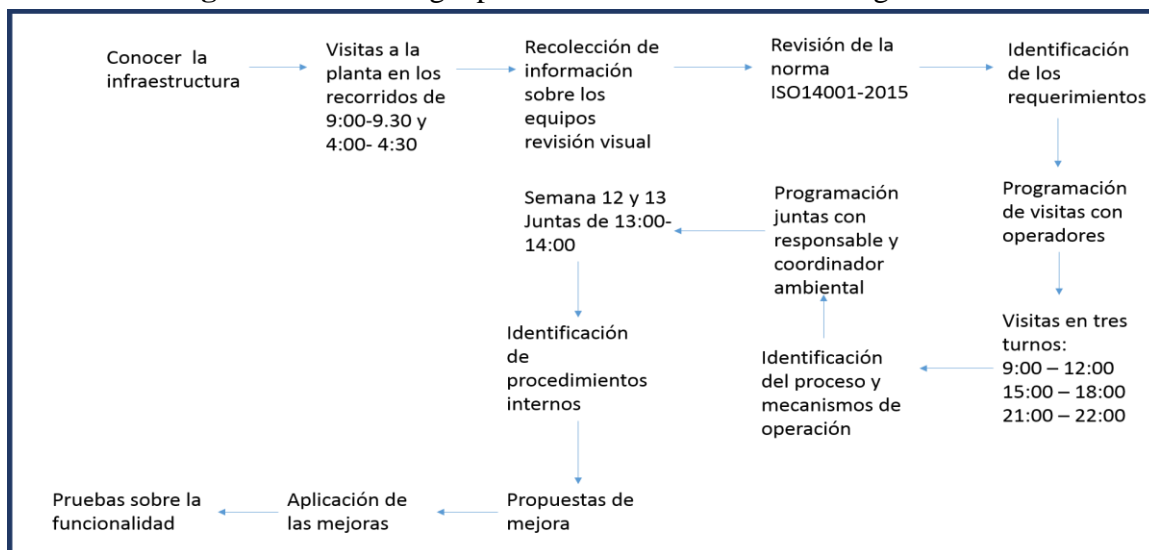 Conocer la
infraestructura
Visitas a la
planta en los
recorridos de
9:00-9.30 y
4:00- 4:30
Recolección de
información
sobre los
equipos
revisión visual
Revisión de la
norma
ISO14001-2015
Identificación
de los
requerimientos
Programación
de visitas con
operadores
Visitas en tres
turnos:
9:00 – 12:00
15:00 – 18:00
21:00 – 22:00
Identificación
del proceso y
mecanismos de
operación
Programación
juntas con
responsable y
coordinador
ambiental
Semana 12 y 13
Juntas de 13:00-
14:00
Identificación
de
procedimientos
internos
Propuestas de
mejora
Aplicación de
las mejoras
Pruebas sobre la
funcionalidad